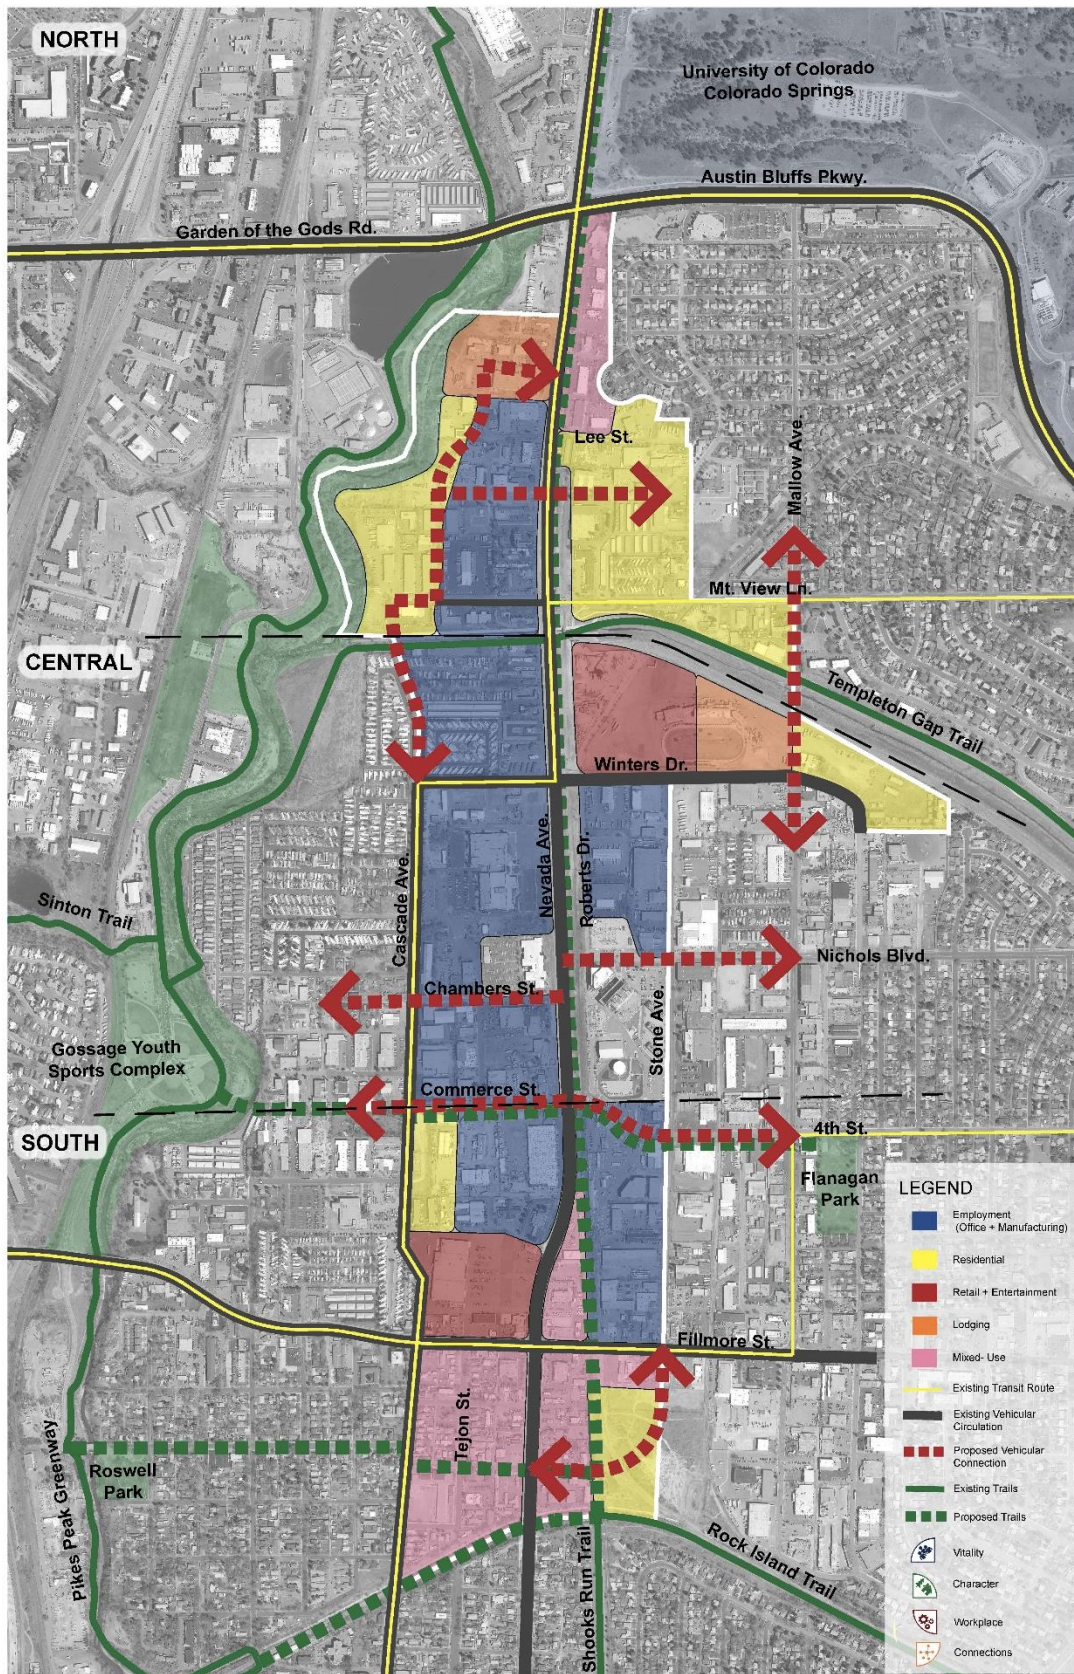 NORTH
University of Colorado
Colorado Springs
Austin Bluffs Pkwy.
Garden of the Gods Rd.
Lee St.
Mallow Ave.
Mt. View Ln.
CENTRAL
Templeton Gap Trail
Winters Dr.
Cascade Ave.
Nevada Ave.
Roberts Dr.
Sinton Trail
Nichols Blvd.
Chambers St.
Stone Ave.
Gossage Youth
Sports Complex
Commerce St.
SOUTH
4th St.
Flanagan
Park
Fillmore St.
Tejon St.
Pikes Peak Greenway
Roswell
Park
Shooks Run Trail
Rock Island Trail
LEGEND
Employment
(Office + Manufacturing)
Residential
Retail + Entertainment
Lodging
Mixed- Use
Existing Transit Route
Existing Vehicular
Circulation
Proposed Vehicular
Connection
Existing Trails
Proposed Trails
Vitality
Character
Workplace
Connections